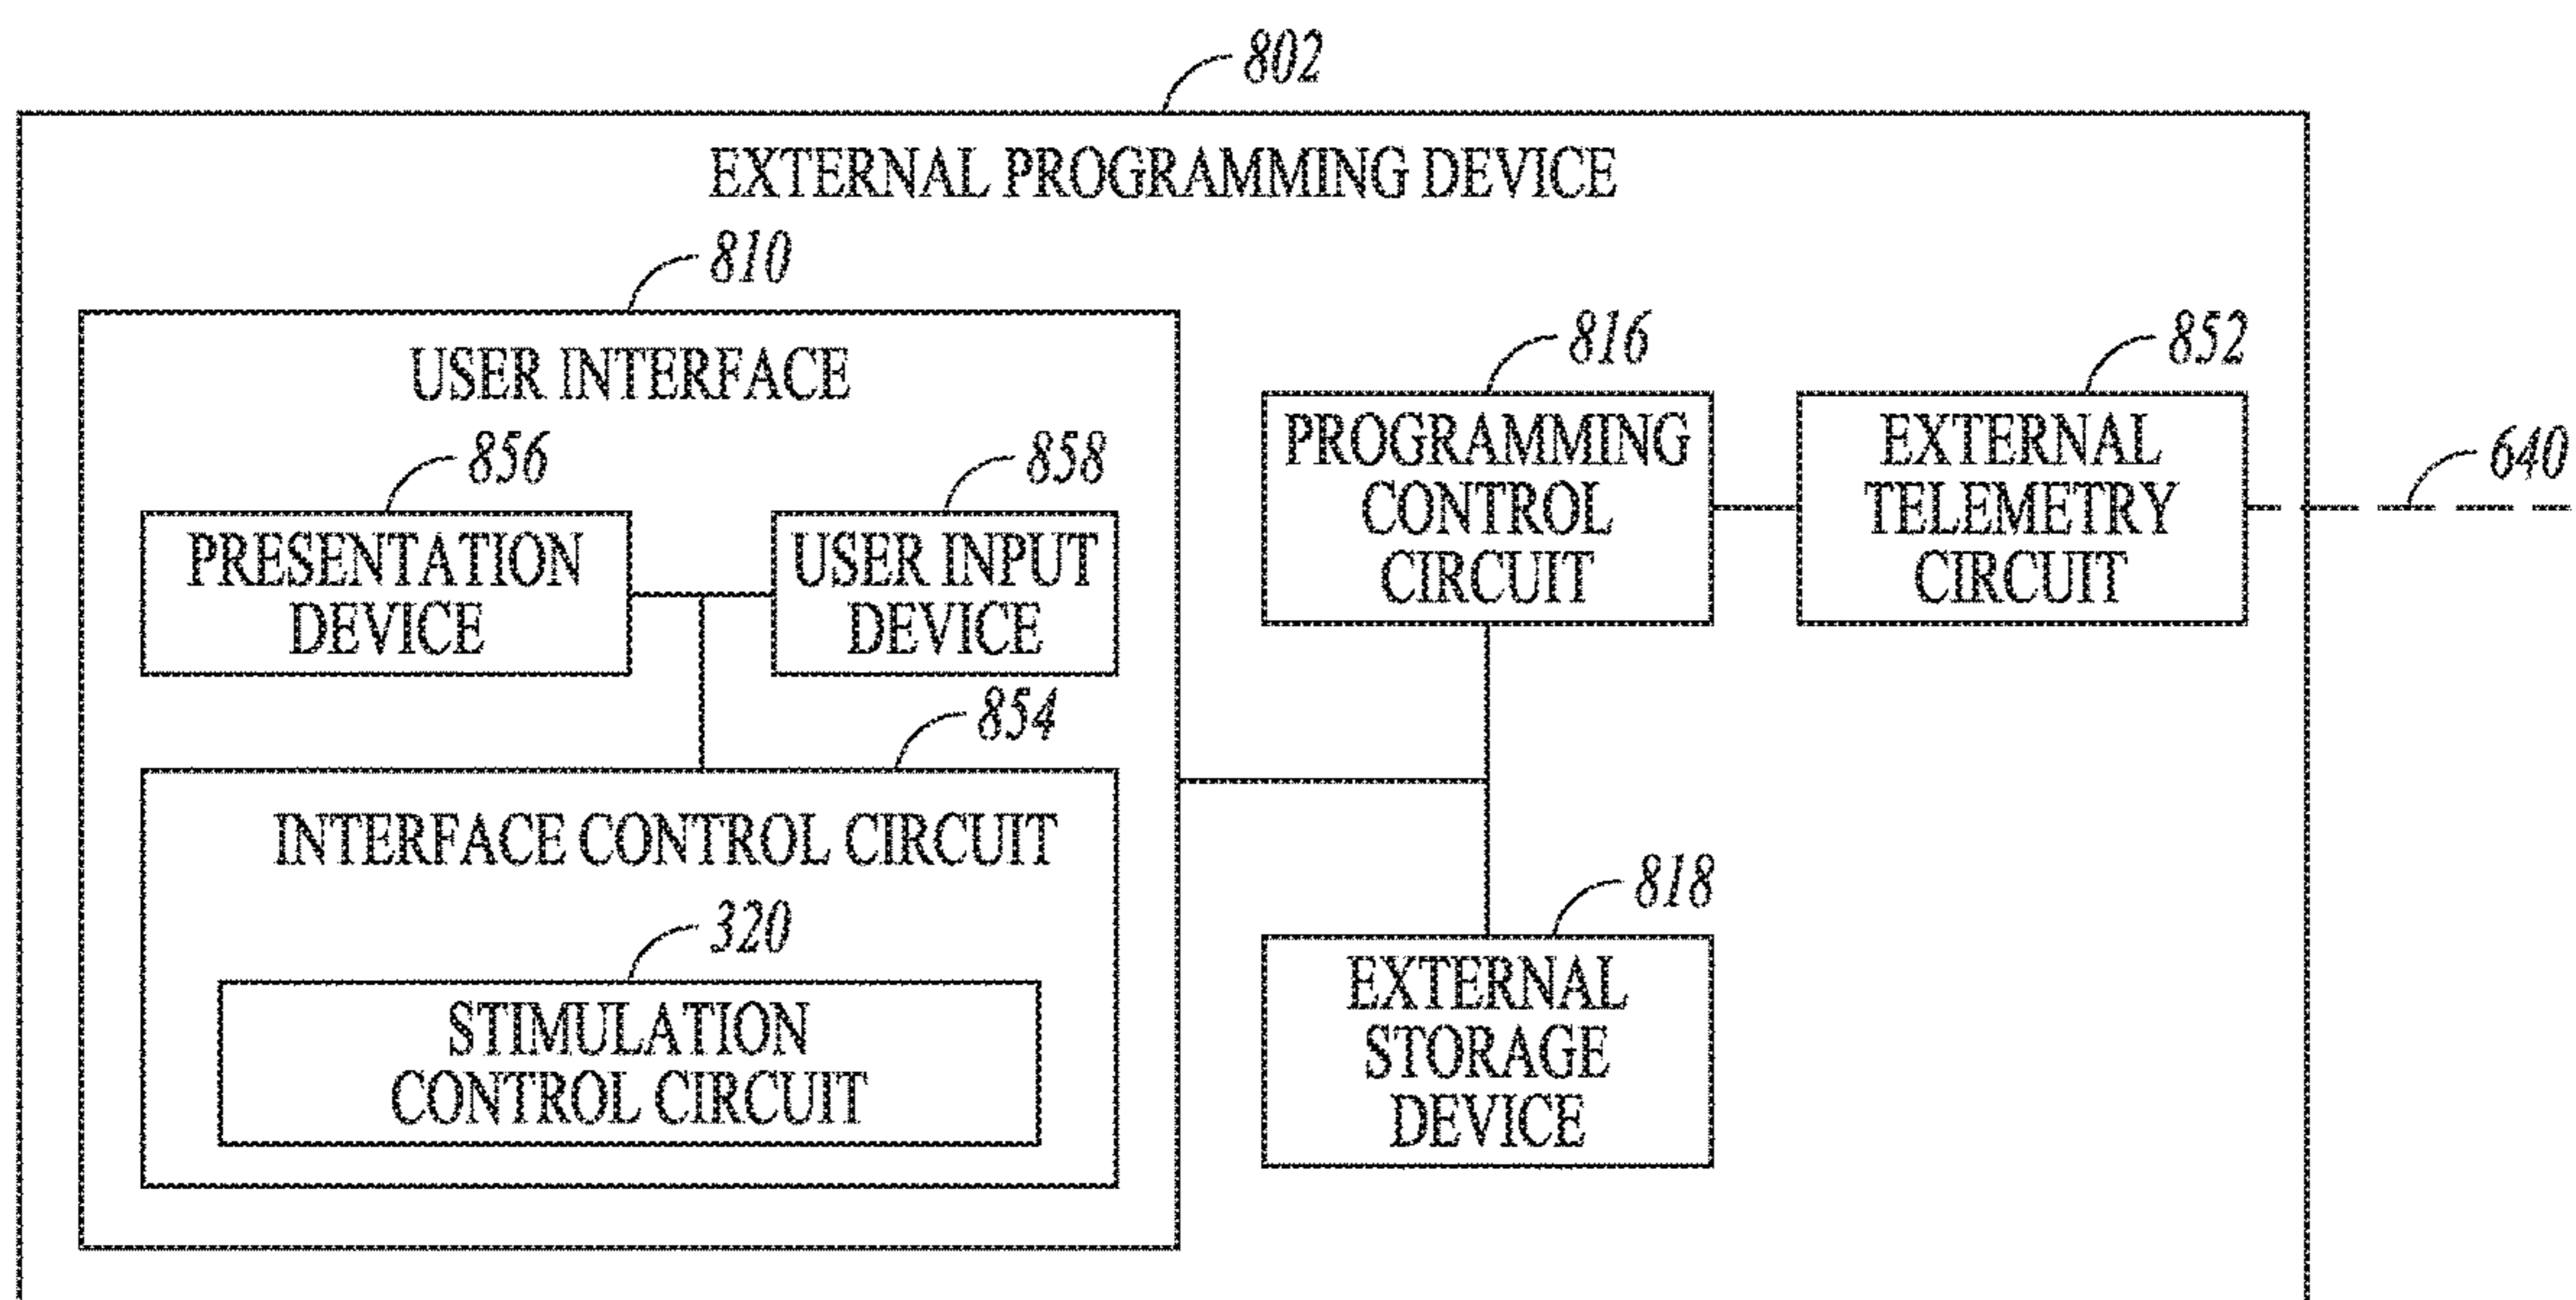 802
EXTERNAL PROGRAMMING DEVICE
810
USER INTERFACE
856
PRESENTATION
DEVICE
858
USER INPUT
DEVICE
854
INTERFACE CONTROL CIRCUIT
320
STIMULATION
CONTROL CIRCUIT
816
PROGRAMMING
CONTROL
CIRCUIT
852
EXTERNAL
TELEMETRY
CIRCUIT
640
818
EXTERNAL
STORAGE
DEVICE